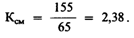 Kсм = 155/65 = 2,38.